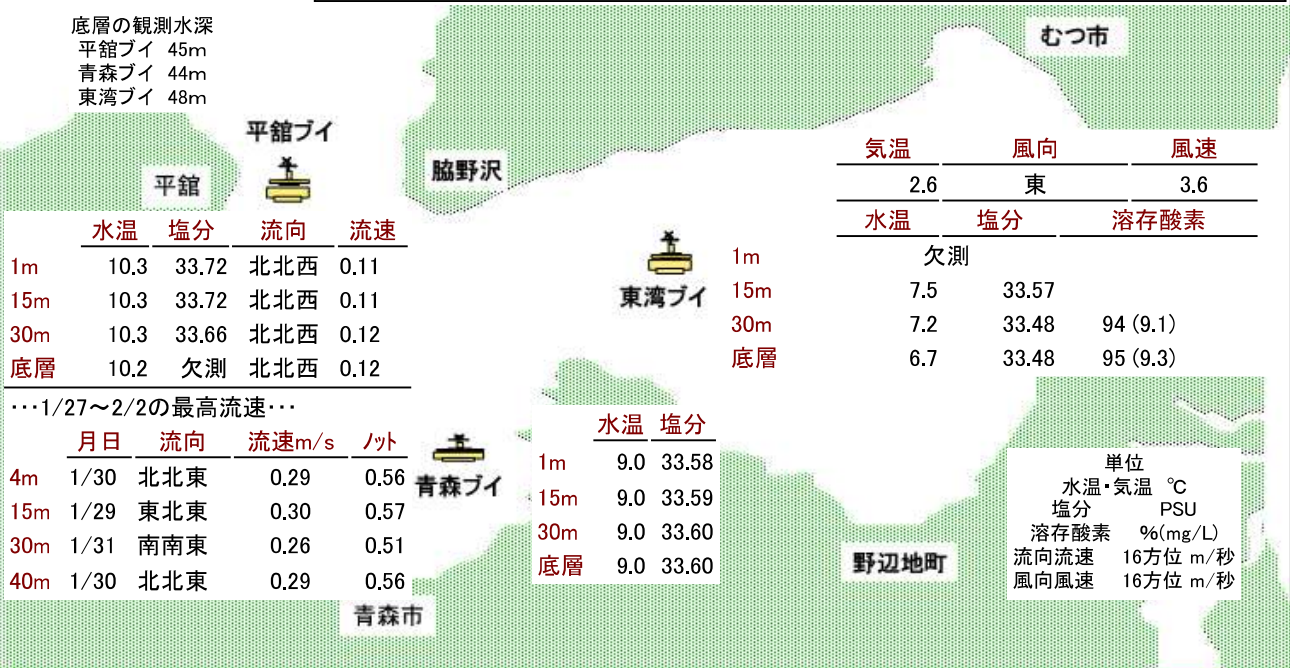 底層の観測水深
平舘ブイ 45m
青森ブイ 44m
東湾ブイ 48m
むつ市
平舘ブイ
平舘
脇野沢
水温 塩分 流向 流速
1m 10.3 33.72 北北西 0.11
15m 10.3 33.72 北北西 0.11
30m 10.3 33.66 北北西 0.12
底層 10.2 欠測 北北西 0.12
気温 風向 風速
2.6 東 3.6
水温 塩分 溶存酸素
1m 欠測
15m 7.5 33.57
30m 7.2 33.48 94 (9.1)
底層 6.7 33.48 95 (9.3)
東湾ブイ
…1/27～2/2の最高流速…
月日 流向 流速m/s ノット
4m 1/30 北北東 0.29 0.56
15m 1/29 東北東 0.30 0.57
30m 1/31 南南東 0.26 0.51
40m 1/30 北北東 0.29 0.56
青森ブイ
水温 塩分
1m 9.0 33.58
15m 9.0 33.59
30m 9.0 33.60
底層 9.0 33.60
青森市
野辺地町
単位
水温・気温 ℃
塩分 PSU
溶存酸素 %(mg/L)
流向流速 16方位 m/秒
風向風速 16方位 m/秒